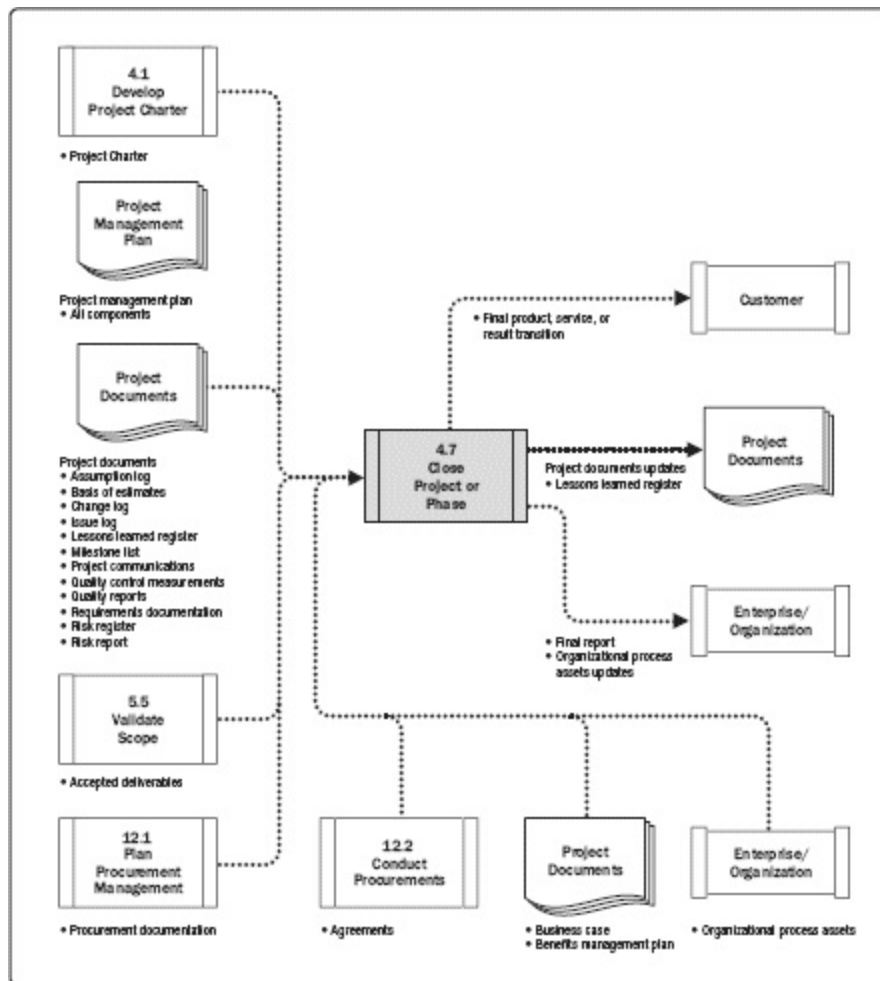 4.1
Develop
Project Charter
• Project Charter
Project
Management
Plan
Project management plan
• All components
Project
Documents
Project documents
• Assumption log
• Basis of estimates
• Change log
• Issue log
• Lessons learned register
• Milestone list
• Project communications
• Quality control measurements
• Quality reports
• Requirements documentation
• Risk register
• Risk report
5.5
Validate
Scope
• Accepted deliverables
12.1
Plan
Procurement
Management
• Procurement documentation
4.7
Close
Project or
Phase
• Final product, service, or
result transition
Customer
Project documents updates
• Lessons learned register
Project
Documents
• Final report
• Organizational process
assets updates
Enterprise/
Organization
12.2
Conduct
Procurements
• Agreements
Project
Documents
• Business case
• Benefits management plan
Enterprise/
Organization
• Organizational process assets